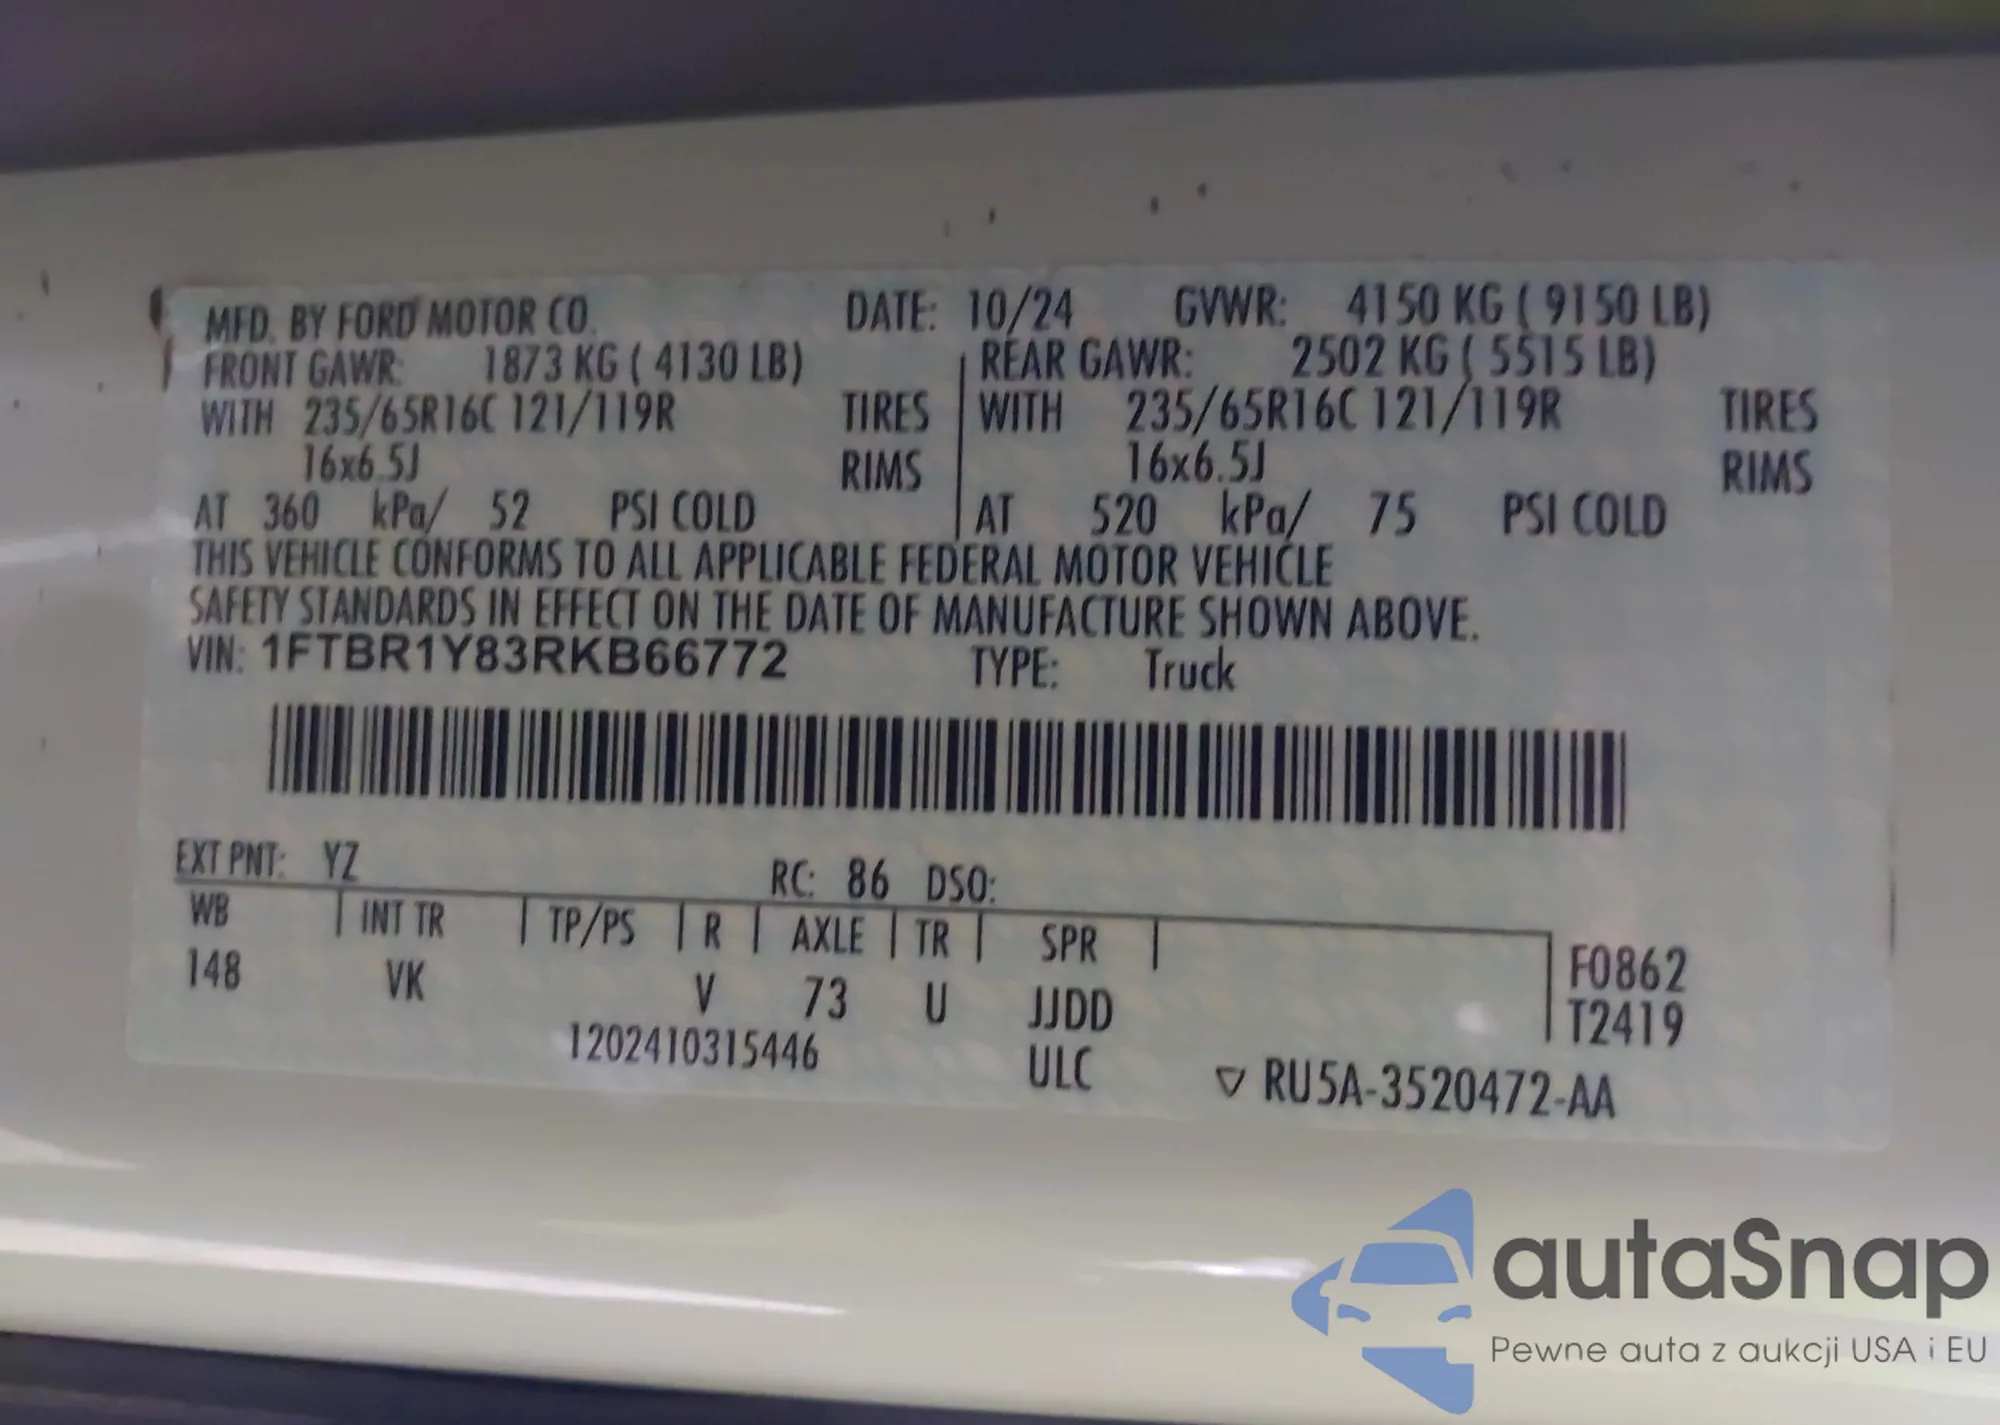 MFD. BY FORD MOTOR CO. DATE: 10/24 GVWR: 4150 KG ( 9150 LB)
FRONT GAWR: 1873 KG ( 4130 LB) REAR GAWR: 2502 KG ( 5515 LB)
WITH 235/65R16C 121/119R TIRES WITH 235/65R16C 121/119R TIRES
16x6.5J RIMS 16x6.5J RIMS
AT 360 kPa/ 52 PSI COLD AT 520 kPa/ 75 PSI COLD
THIS VEHICLE CONFORMS TO ALL APPLICABLE FEDERAL MOTOR VEHICLE
SAFETY STANDARDS IN EFFECT ON THE DATE OF MANUFACTURE SHOWN ABOVE.
VIN: 1FTBR1Y83RKB66772 TYPE: Truck
EXT PNT: YZ RC: 86 DSO:
WB INT TR TP/PS R AXLE TR SPR F0862
148 VK V 73 U JJDD T2419
1202410315446 ULC ▽ RU5A-3520472-AA
autaSnap
Pewne auta z aukcji USA i EU